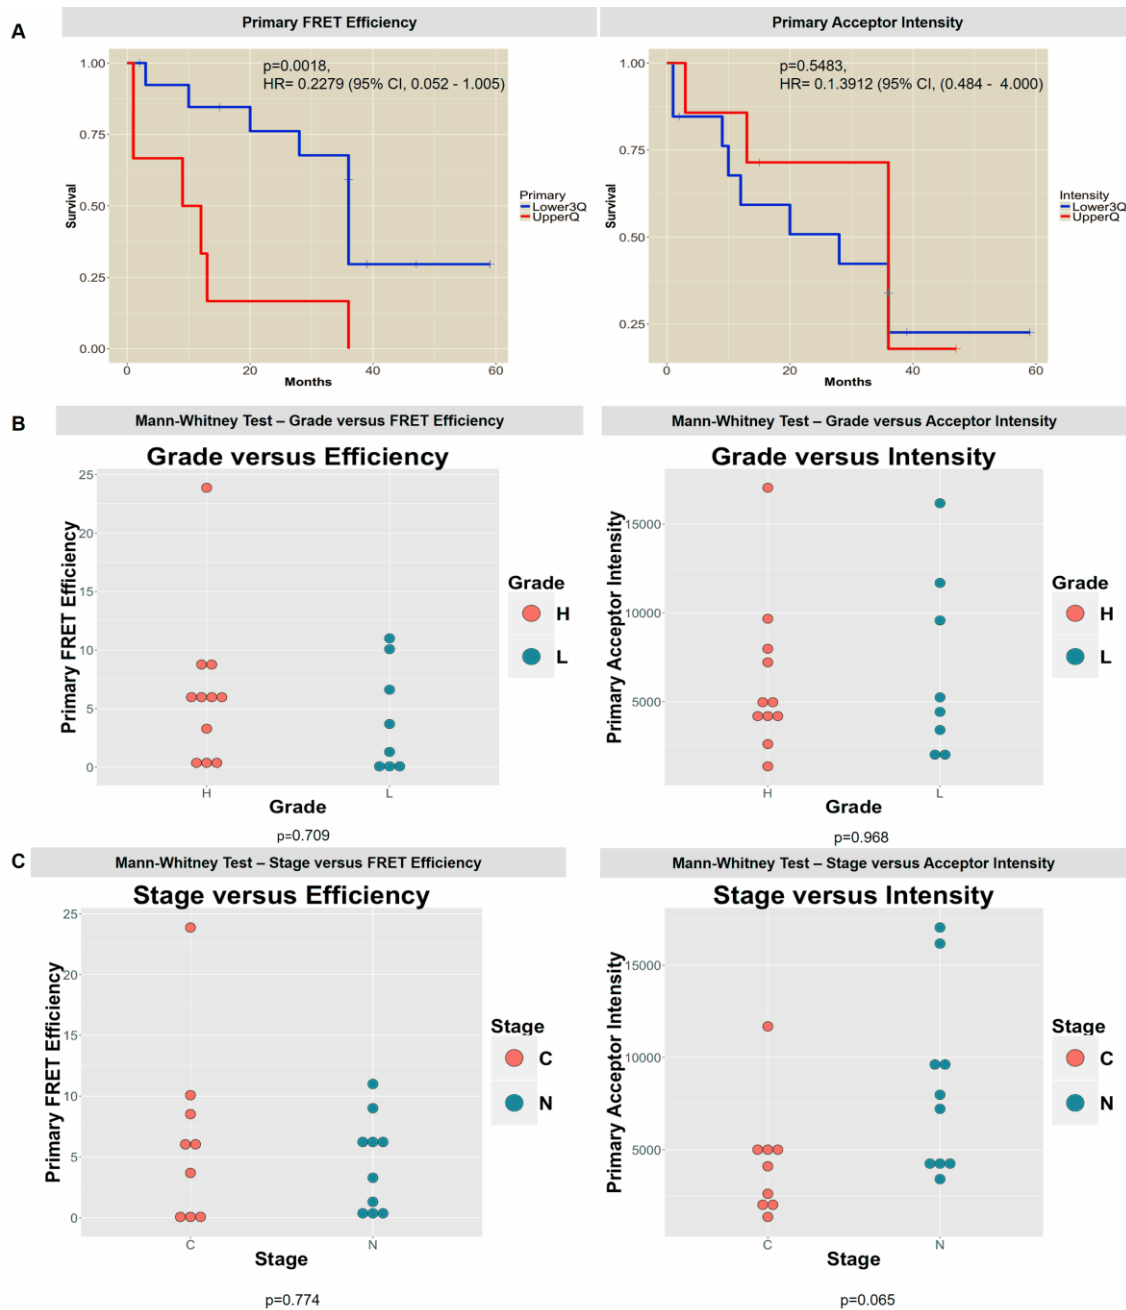 A
Primary FRET Efficiency
Primary Acceptor Intensity
p=0.0018,
HR= 0.2279 (95% CI, 0.052 - 1.005)
1.00
0.75
0.50
0.25
0.00
Survival
0
20
40
60
Months
Primary
Lower3Q
UpperQ
p=0.5483,
HR= 0.1.3912 (95% CI, (0.484 - 4.000)
1.00
0.75
0.50
0.25
Survival
0
20
40
60
Months
Intensity
Lower3Q
UpperQ
B
Mann-Whitney Test – Grade versus FRET Efficiency
Mann-Whitney Test – Grade versus Acceptor Intensity
Grade versus Efficiency
25
20
15
10
5
0
Primary FRET Efficiency
H
L
Grade
p=0.709
Grade
H
L
Grade versus Intensity
15000
10000
5000
Primary Acceptor Intensity
H
L
Grade
p=0.968
Grade
H
L
C
Mann-Whitney Test – Stage versus FRET Efficiency
Mann-Whitney Test – Stage versus Acceptor Intensity
Stage versus Efficiency
25
20
15
10
5
0
Primary FRET Efficiency
C
N
Stage
p=0.774
Stage
C
N
Stage versus Intensity
15000
10000
5000
Primary Acceptor Intensity
C
N
Stage
p=0.065
Stage
C
N